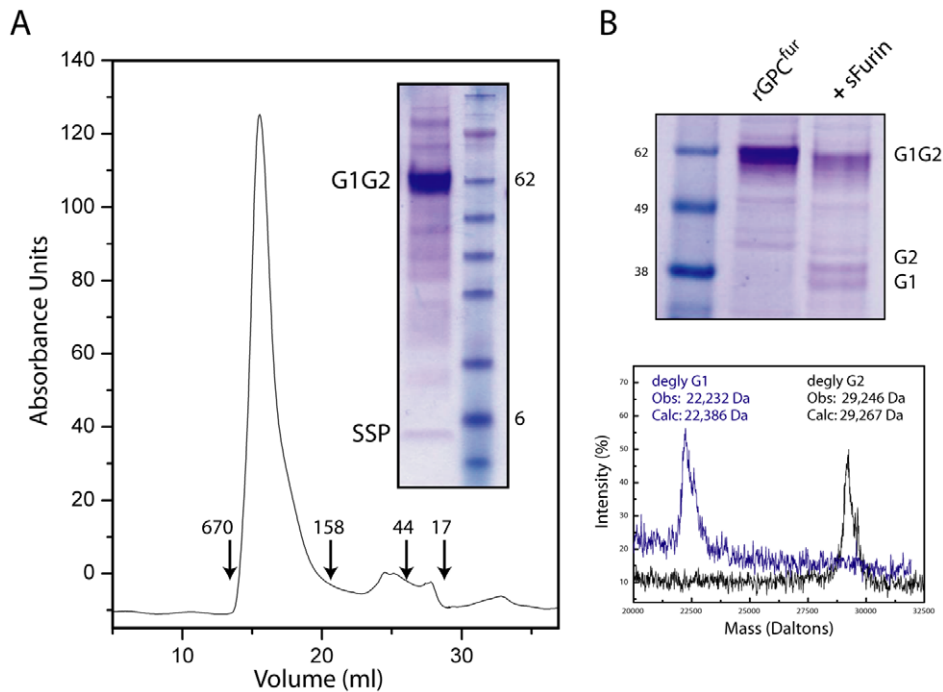 A
140
120
100
80
60
40
20
0
Absorbance Units
G1G2
62
SSP
6
670
158
44
17
10
20
30
Volume (ml)
B
rGPCfur
+ sFurin
62
49
38
G1G2
G2
G1
degly G1
Obs: 22,232 Da
Calc: 22,386 Da
degly G2
Obs: 29,246 Da
Calc: 29,267 Da
70
60
50
40
30
20
10
Intensity (%)
20000
22500
25000
27500
30000
32500
Mass (Daltons)